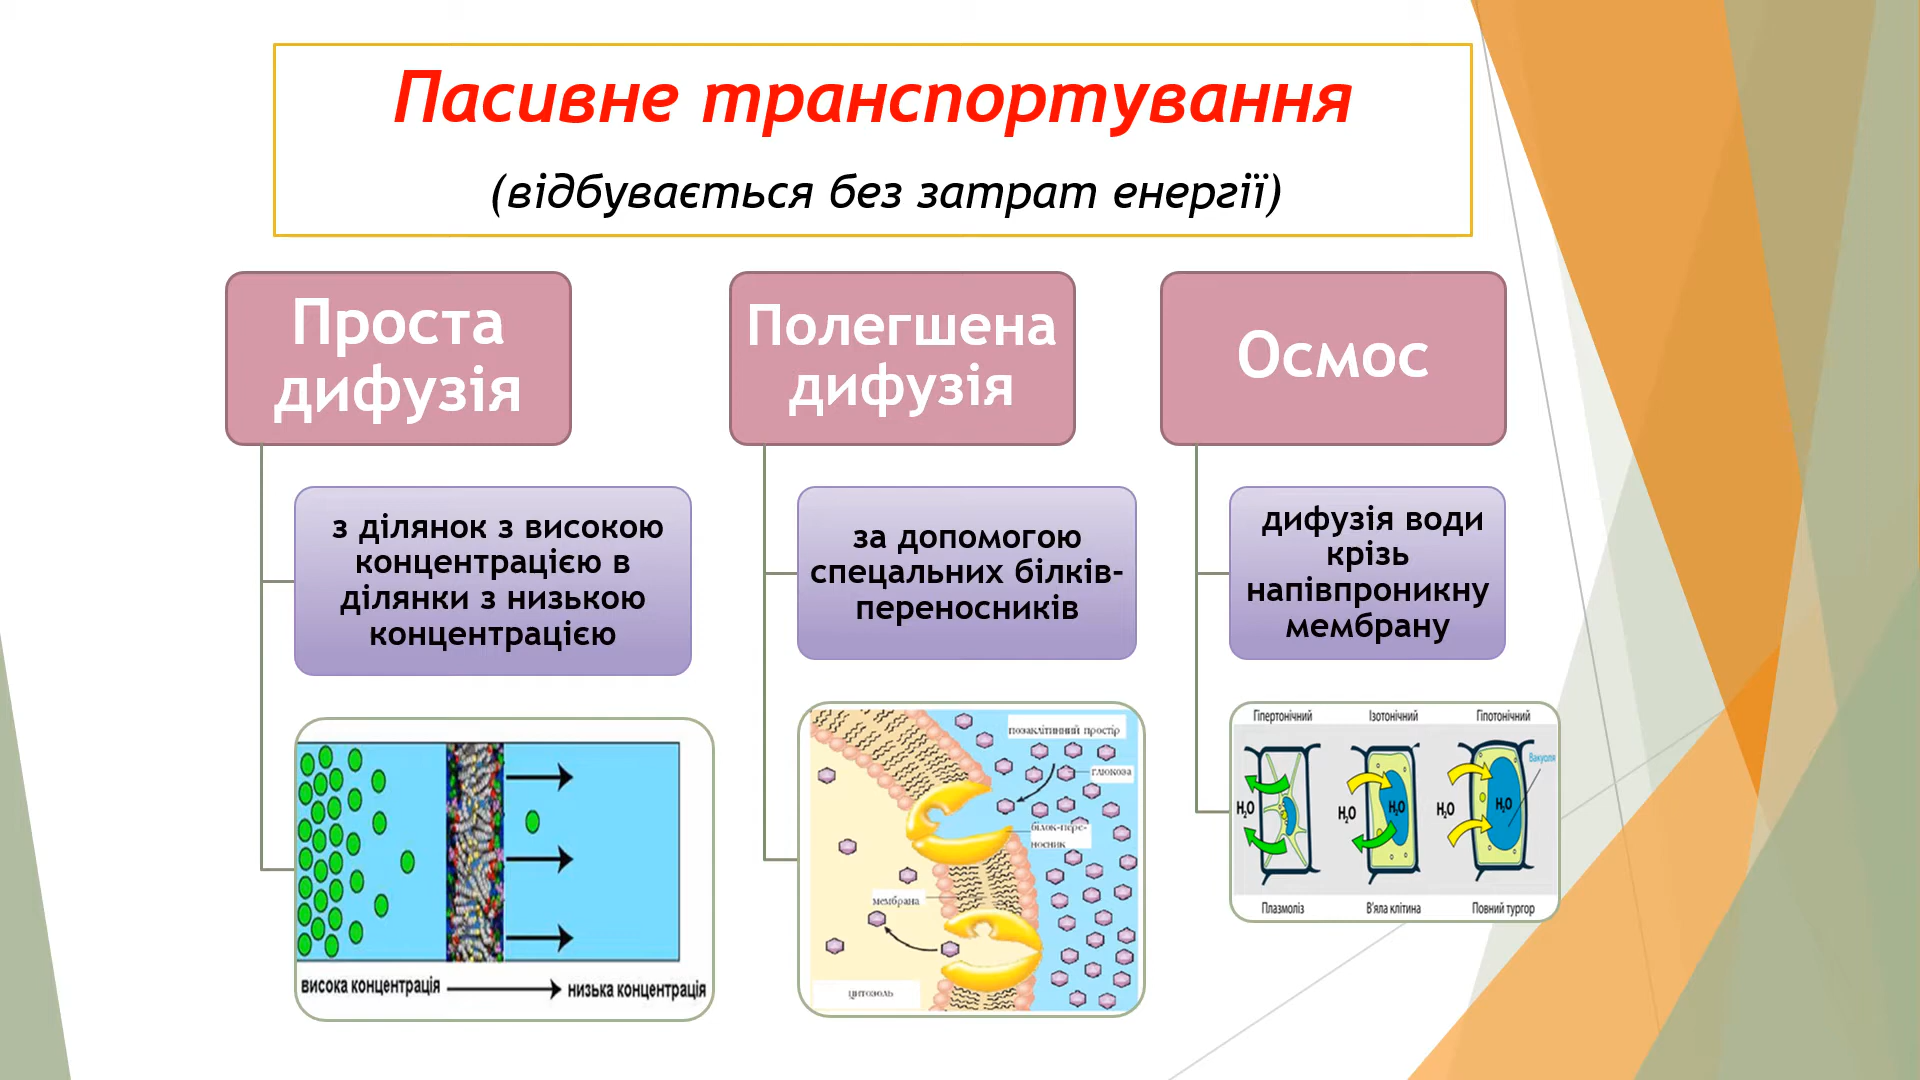 Пасивне транспортування
(відбувається без затрат енергії)
Проста
дифузія
з ділянок з високою
концентрацією в
ділянки з низькою
концентрацією
висока концентрація
низька концентрація
Полегшена
дифузія
за допомогою
спецальних білків-
переносників
позаклітинний простір
глюкоза
білок-пере-
носник
мембрана
цитозоль
Осмос
дифузія води
крізь
напівпроникну
мембрану
Гіпертонічний
Ізотонічний
Гіпотонічний
Вакуоля
H₂O
H₂O
H₂O
H₂O
H₂O
Плазмоліз
В'яла клітина
Повний тургор